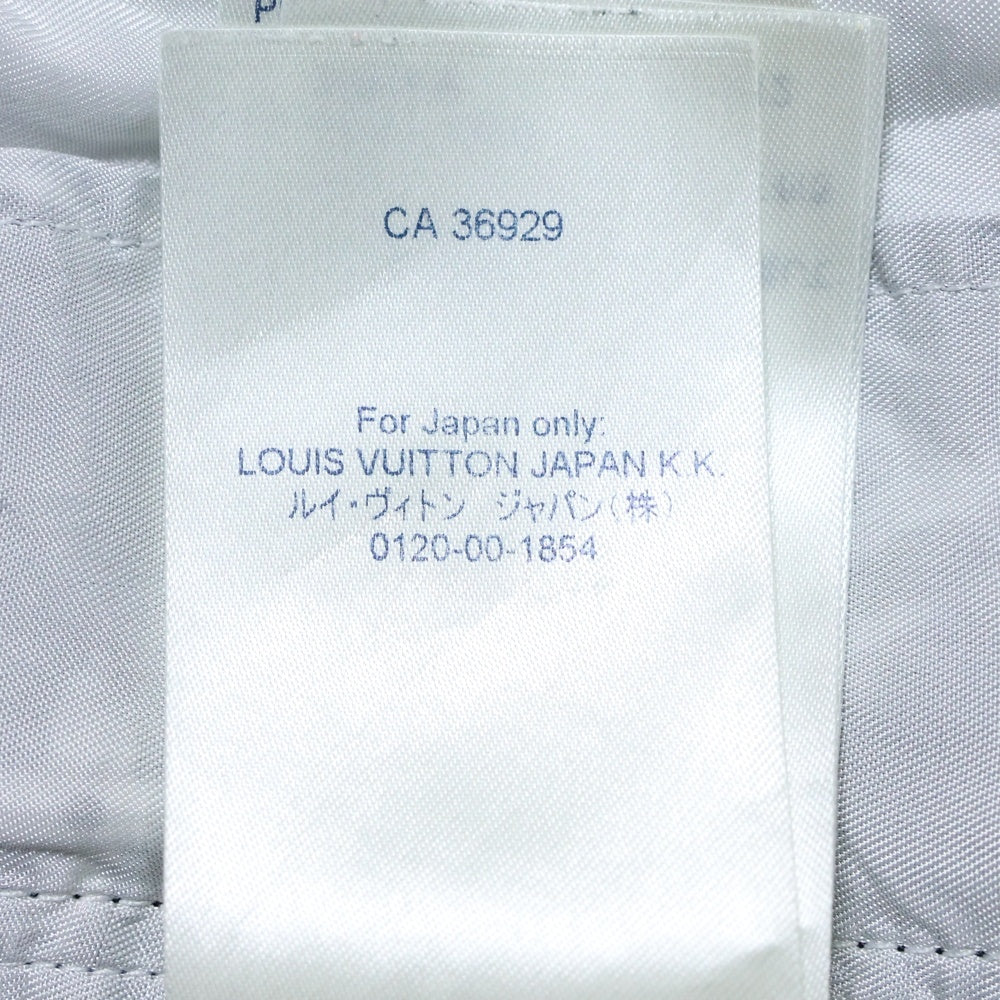 CA 36929
For Japan only:
LOUIS VUITTON JAPAN K.K.
ルイ・ヴィトン ジャパン(株)
0120-00-1854